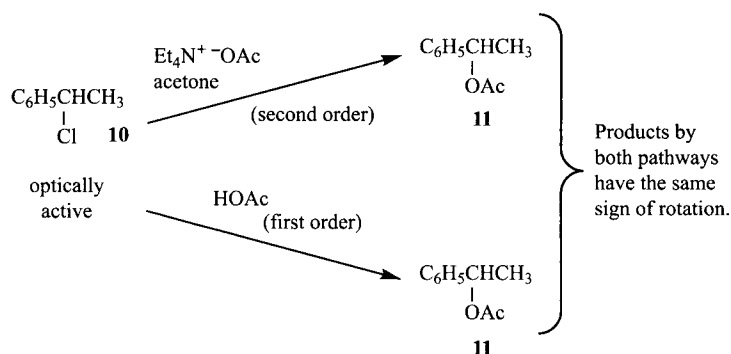 Et₄N⁺ ⁻OAc
acetone
C₆H₅CHCH₃
Cl 10
optically
active
(second order)
C₆H₅CHCH₃
OAc
11
HOAc
(first order)
C₆H₅CHCH₃
OAc
11
Products by
both pathways
have the same
sign of rotation.